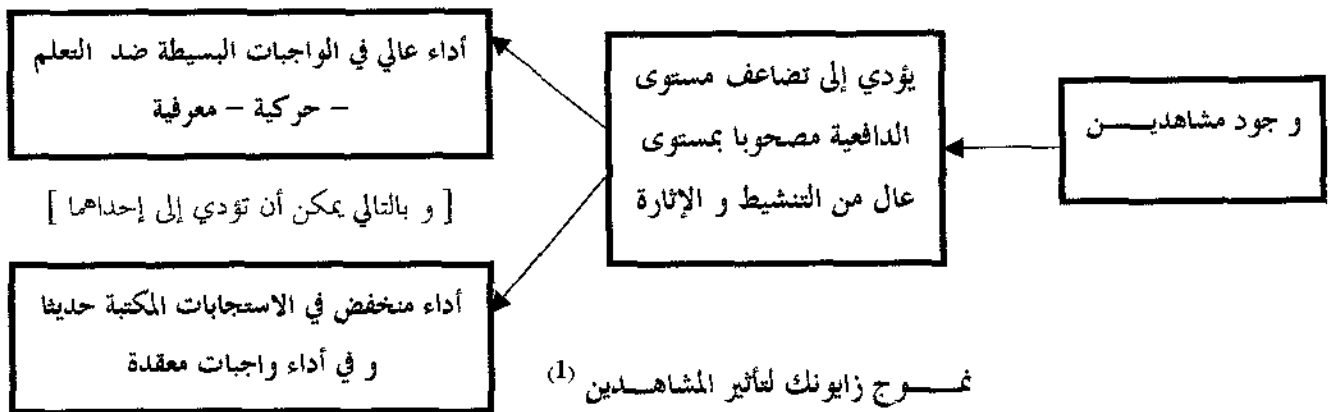 و جود مشاهديــــن
يؤدي إلى تضاعف مستوى
الدافعية مصحوبا بمستوى
عال من التنشيط و الإثارة
أداء عالي في الواجبات البسيطة ضد التعلم
– حركية – معرفية
[ و بالتالي يمكن أن تؤدي إلى إحداهما ]
أداء منخفض في الاستجابات المكتبة حديثا
و في أداء واجبات معقدة
نمـــوج زايونك لتأثير المشاهــدين (1)